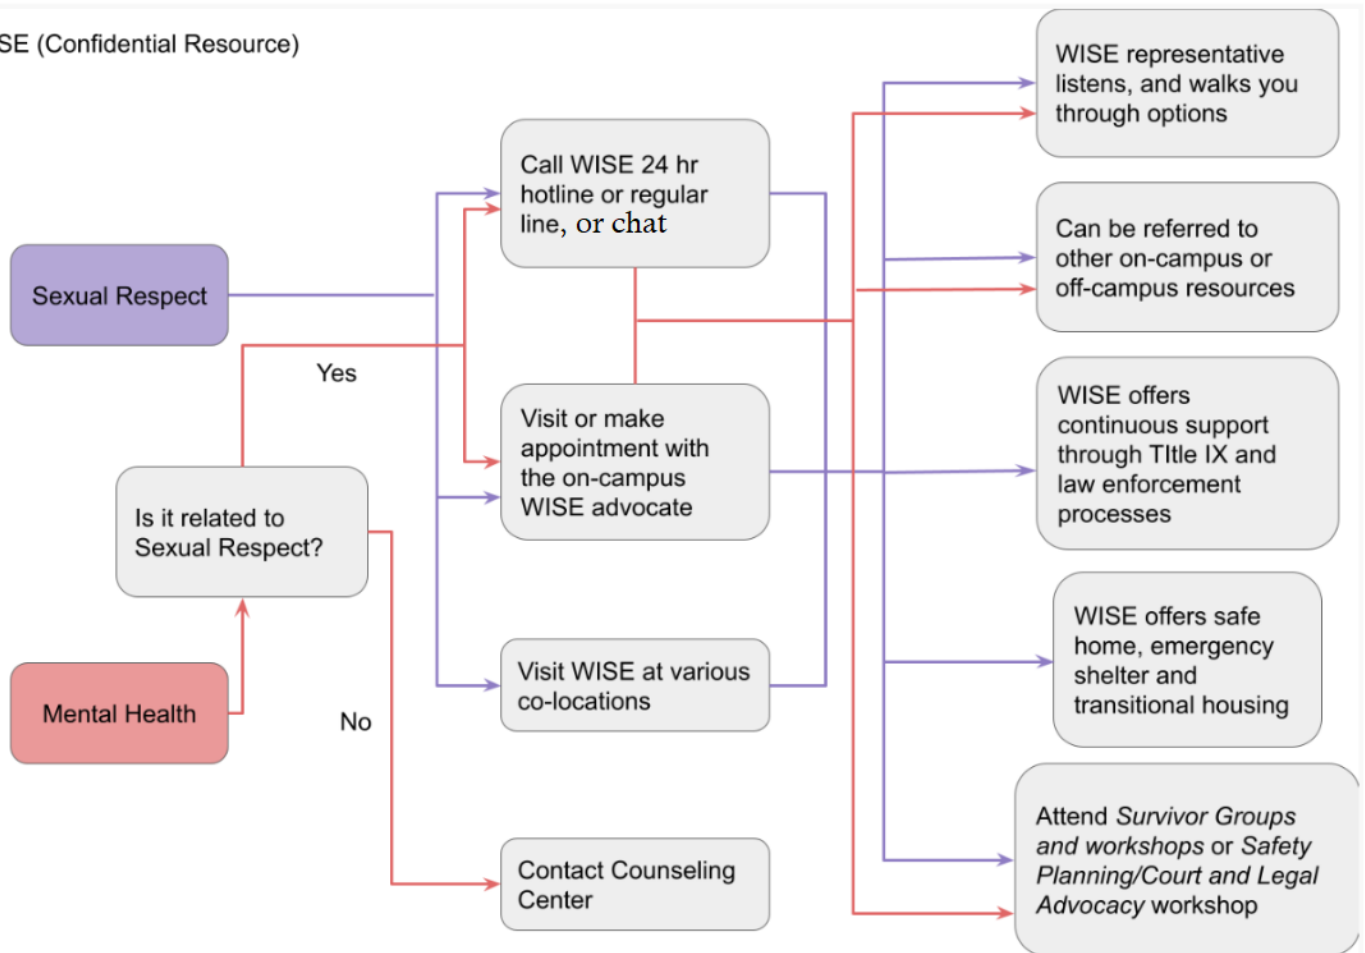 SE (Confidential Resource)
Sexual Respect
Yes
Is it related to
Sexual Respect?
Mental Health
No
Call WISE 24 hr
hotline or regular
line, or chat
Visit or make
appointment with
the on-campus
WISE advocate
Visit WISE at various
co-locations
Contact Counseling
Center
WISE representative
listens, and walks you
through options
Can be referred to
other on-campus or
off-campus resources
WISE offers
continuous support
through TItle IX and
law enforcement
processes
WISE offers safe
home, emergency
shelter and
transitional housing
Attend Survivor Groups
and workshops or Safety
Planning/Court and Legal
Advocacy workshop